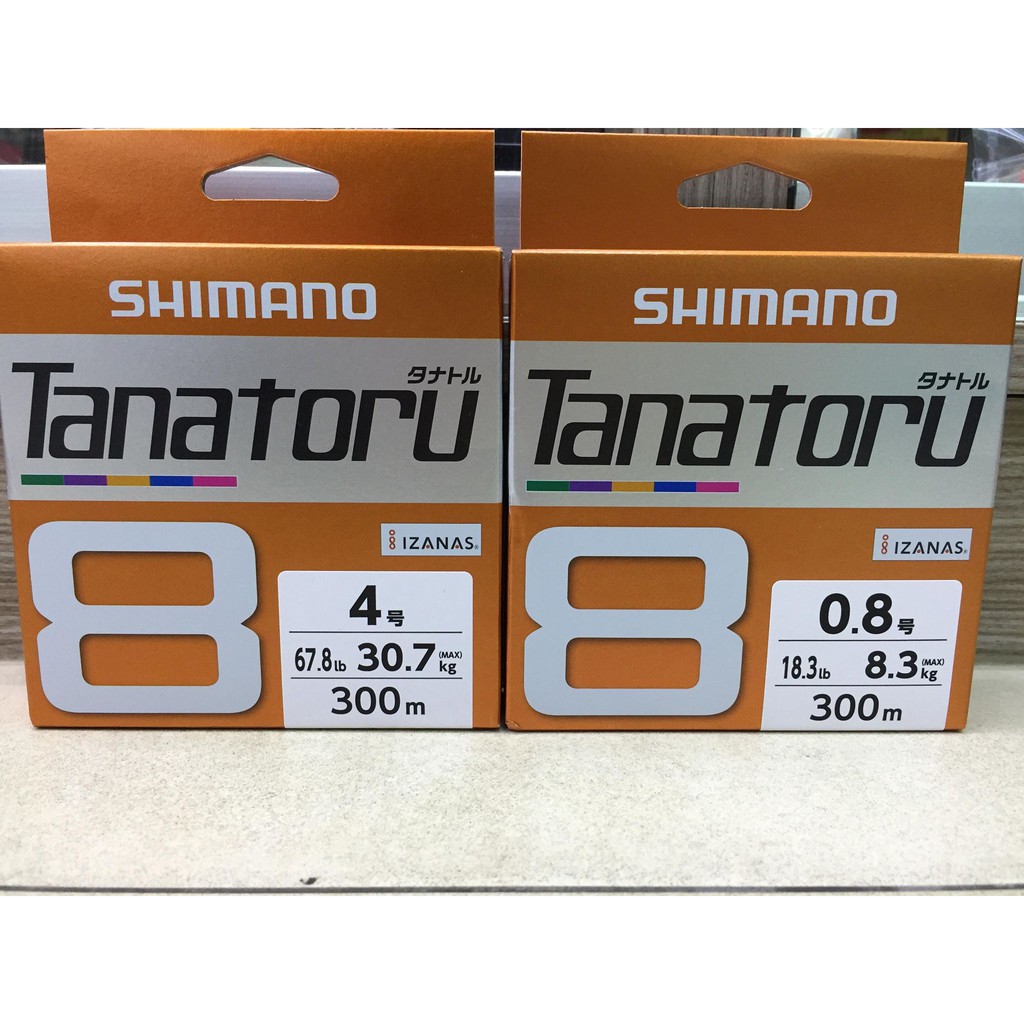 SHIMANO
タナトル
Tanatoru
8
IZANAS®
4号
67.8lb 30.7(MAX)kg
300m
SHIMANO
タナトル
Tanatoru
8
IZANAS®
0.8号
18.3lb 8.3(MAX)kg
300m